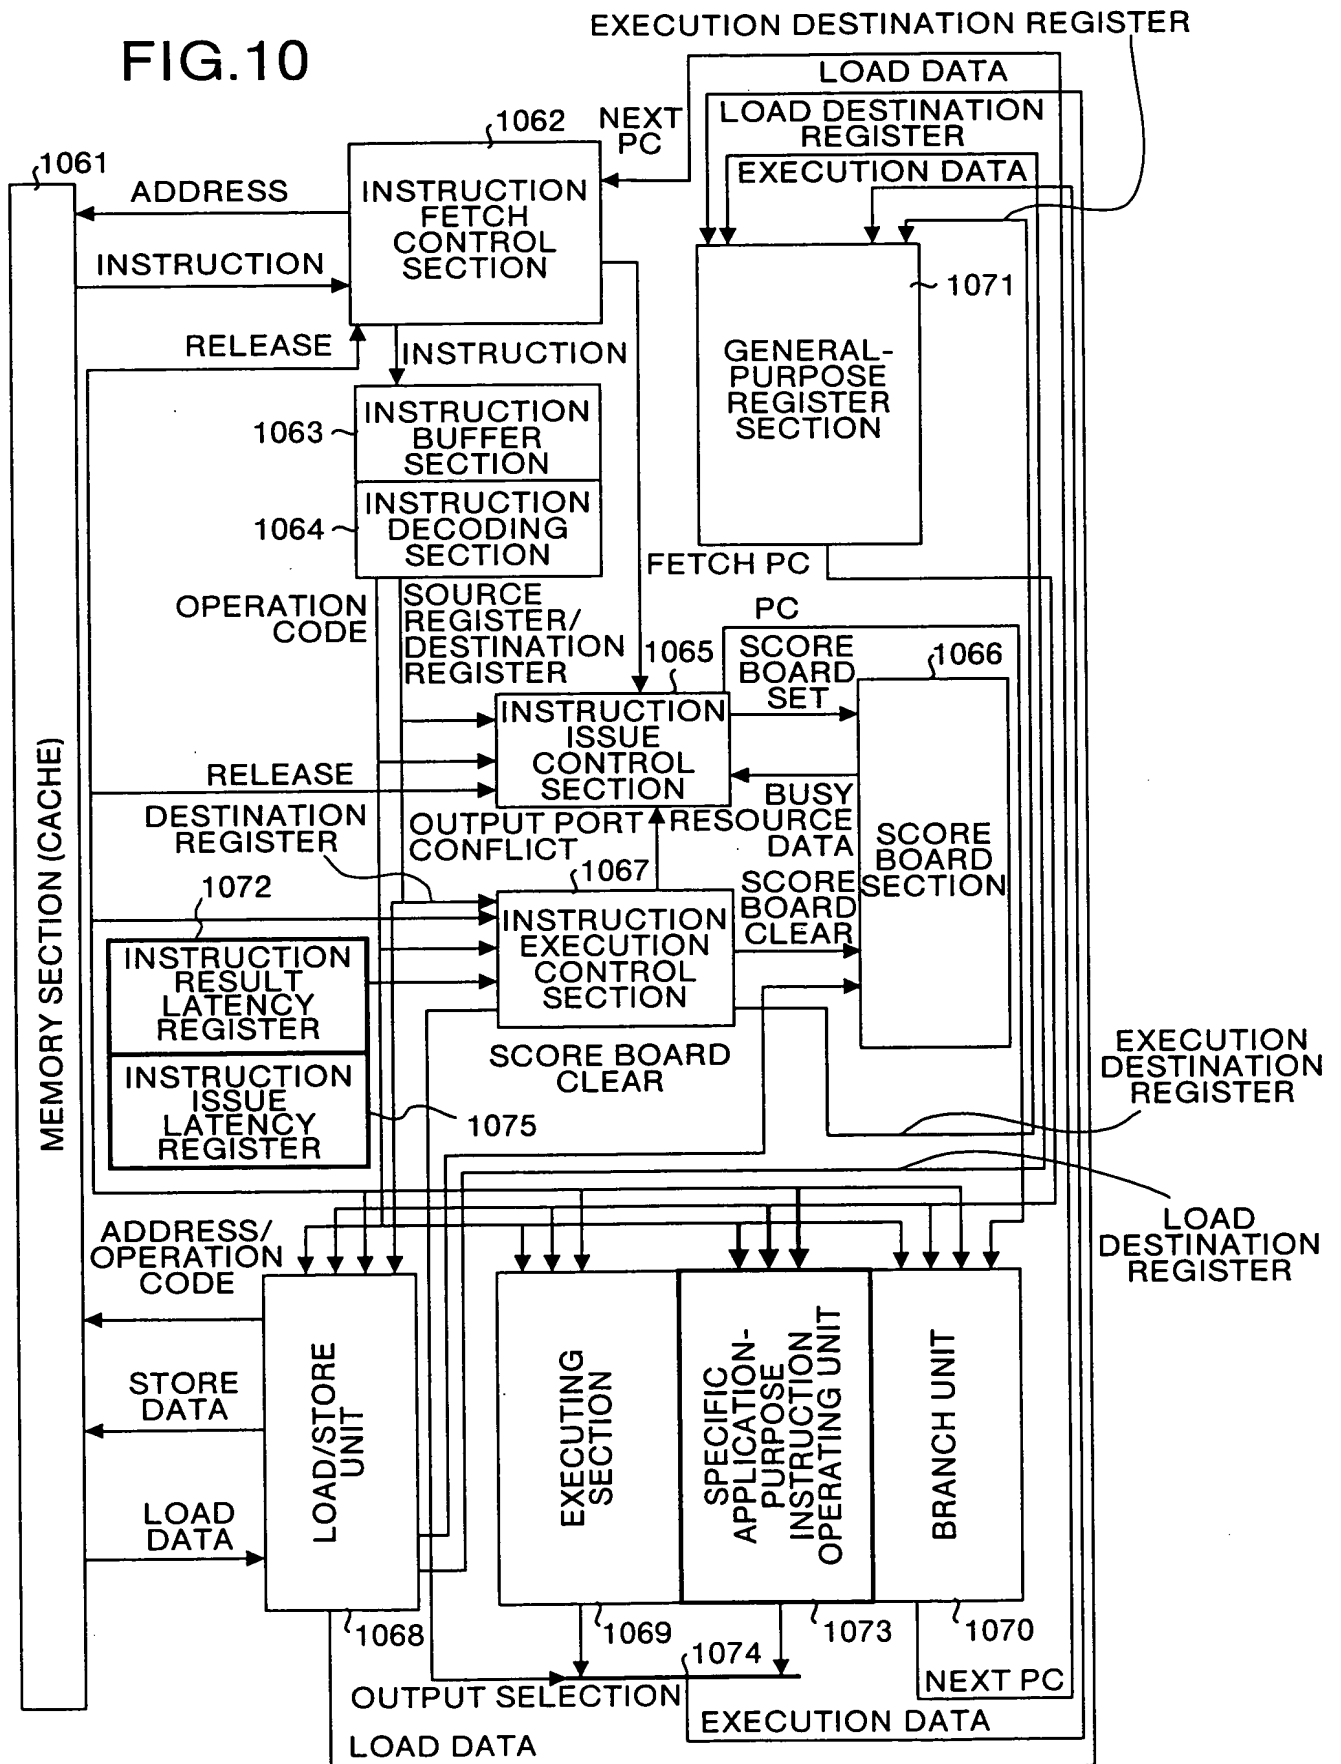 FIG.10
EXECUTION DESTINATION REGISTER
LOAD DATA
NEXT
PC
LOAD DESTINATION
REGISTER
EXECUTION DATA
1061
1062
ADDRESS
INSTRUCTION
FETCH
CONTROL
SECTION
INSTRUCTION
1071
RELEASE
INSTRUCTION
GENERAL-
PURPOSE
REGISTER
SECTION
1063
INSTRUCTION
BUFFER
SECTION
1064
INSTRUCTION
DECODING
SECTION
FETCH PC
OPERATION
CODE
SOURCE
REGISTER/
DESTINATION
REGISTER
PC
1065
SCORE
BOARD
SET
1066
INSTRUCTION
ISSUE
CONTROL
SECTION
MEMORY SECTION (CACHE)
RELEASE
DESTINATION
REGISTER
OUTPUT PORT
CONFLICT
BUSY
RESOURCE
DATA
SCORE
BOARD
SECTION
1072
1067
SCORE
BOARD
CLEAR
INSTRUCTION
RESULT
LATENCY
REGISTER
INSTRUCTION
EXECUTION
CONTROL
SECTION
INSTRUCTION
ISSUE
LATENCY
REGISTER
1075
SCORE BOARD
CLEAR
EXECUTION
DESTINATION
REGISTER
ADDRESS/
OPERATION
CODE
LOAD
DESTINATION
REGISTER
STORE
DATA
LOAD
DATA
LOAD/STORE
UNIT
EXECUTING
SECTION
SPECIFIC
APPLICATION-
PURPOSE
INSTRUCTION
OPERATING UNIT
BRANCH UNIT
1068
1069
1073
1070
1074
OUTPUT SELECTION
NEXT PC
EXECUTION DATA
LOAD DATA